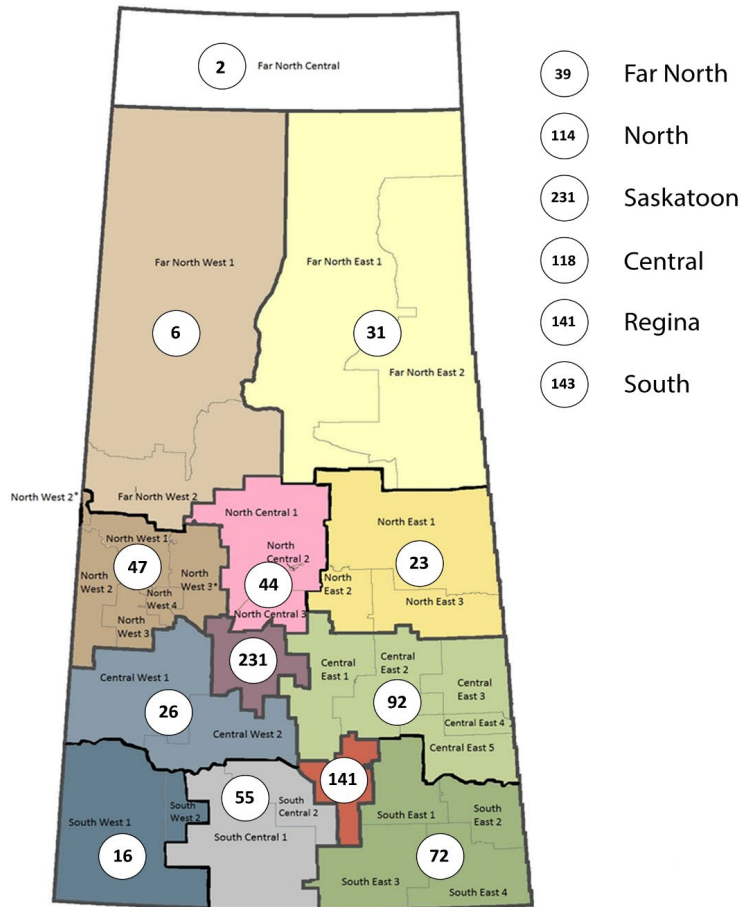 2 Far North Central
39 Far North
114 North
231 Saskatoon
118 Central
141 Regina
143 South
Far North West 1
Far North East 1
6
31
Far North East 2
North West 2*
Far North West 2
North Central 1
North East 1
North West 1
47
North
West 2
North
West 3*
North
West 4
North
West 3
North
Central 2
44
North Central 3
23
North
East 2
North East 3
231
Central West 1
26
Central West 2
Central
East 1
Central
East 2
Central
East 3
92
Central East 4
Central East 5
141
55
South
Central 2
South Central 1
South
West 2
South West 1
16
South East 1
South
East 2
72
South East 3
South East 4